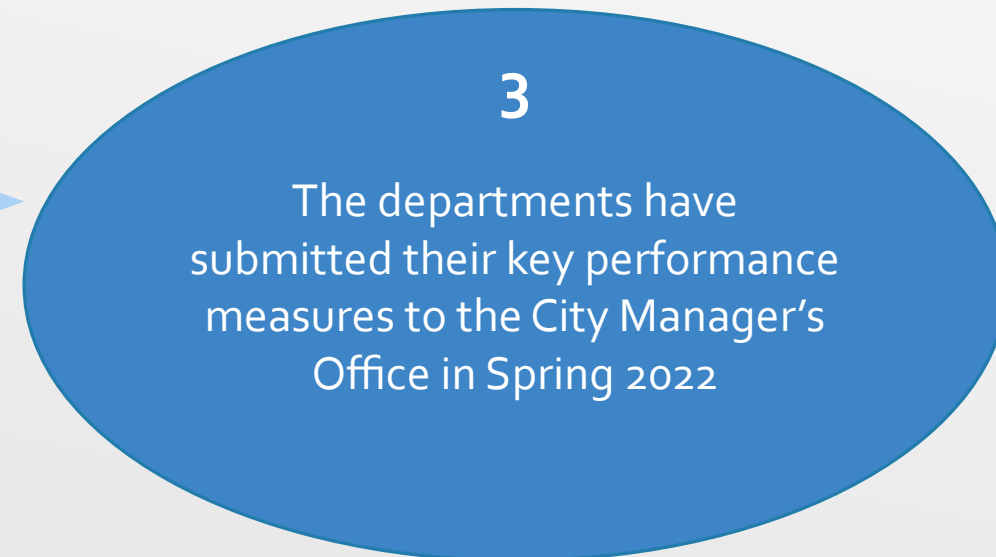 3
The departments have
submitted their key performance
measures to the City Manager’s
Office in Spring 2022